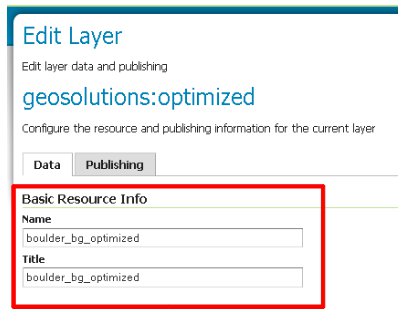 Edit Layer
Edit layer data and publishing
geosolutions:optimized
Configure the resource and publishing information for the current layer
Data Publishing
Basic Resource Info
Name
boulder_bg_optimized
Title
boulder_bg_optimized